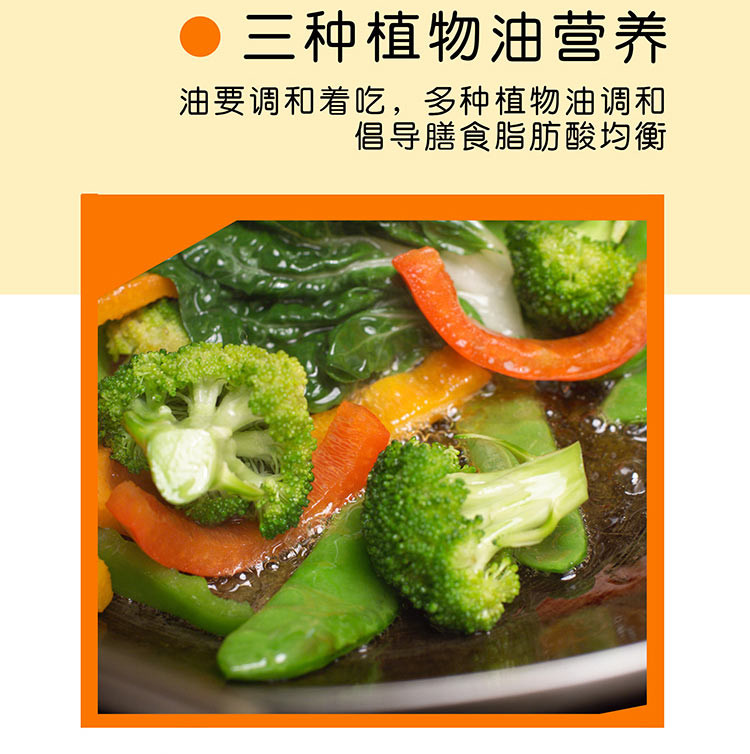 三种植物油营养
油要调和着吃，多种植物油调和
倡导膳食脂肪酸均衡